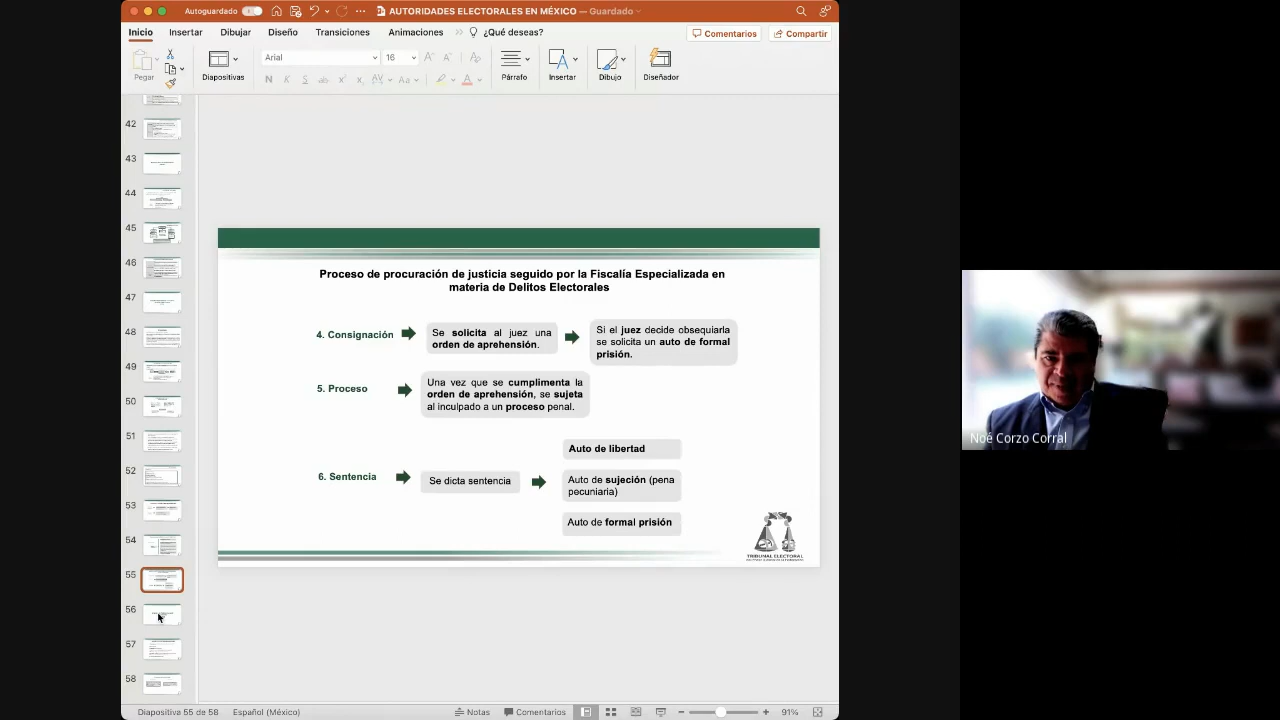 Autoguardado
AUTORIDADES ELECTORALES EN MÉXICO — Guardado
Inicio
Insertar
Dibujar
Diseño
Transiciones
Animaciones
¿Qué deseas?
Comentarios
Compartir
Pegar
Diapositivas
Arial
16
N K S
Párrafo
Insertar
Dibujo
Diseñador
42
43
44
45
46
47
48
49
50
51
52
53
54
55
56
57
58
so de procuración de justicia seguido por la Fiscalía Especializada en
materia de Delitos Electorales
4. Consignación
solicita al juez una
orden de aprehensión.
juez decide obsequiarla
se solicita un auto de formal
prisión.
5. Proceso
Una vez que se cumplimenta la
orden de aprehensión, se sujeta
al inculpado a un proceso penal.
6. Sentencia
Se dicta sentencia
Auto de libertad
Auto de sujeción (pena
pecuniaria)
Auto de formal prisión
TRIBUNAL ELECTORAL
Noé Corzo Corral
Diapositiva 55 de 58
Español (México)
Notas
Comentarios
91%